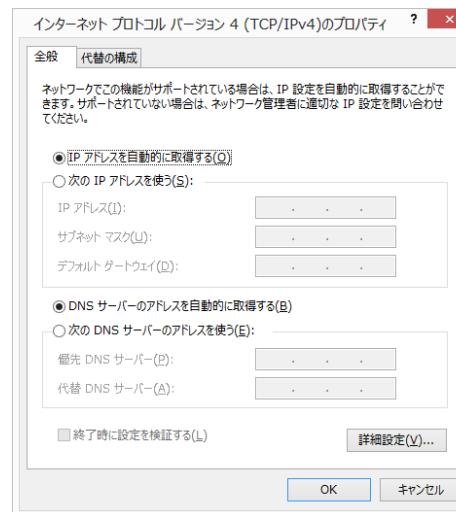 インターネット プロトコル バージョン 4 (TCP/IPv4)のプロパティ ? ×
全般 代替の構成
ネットワークでこの機能がサポートされている場合は、IP 設定を自動的に取得することがで
きます。サポートされていない場合は、ネットワーク管理者に適切な IP 設定を問い合わせ
てください。
IP アドレスを自動的に取得する(O)
次の IP アドレスを使う(S):
IP アドレス(I):
サブネット マスク(U):
デフォルト ゲートウェイ(D):
DNS サーバーのアドレスを自動的に取得する(B)
次の DNS サーバーのアドレスを使う(E):
優先 DNS サーバー(P):
代替 DNS サーバー(A):
終了時に設定を検証する(L)
詳細設定(V)...
OK キャンセル